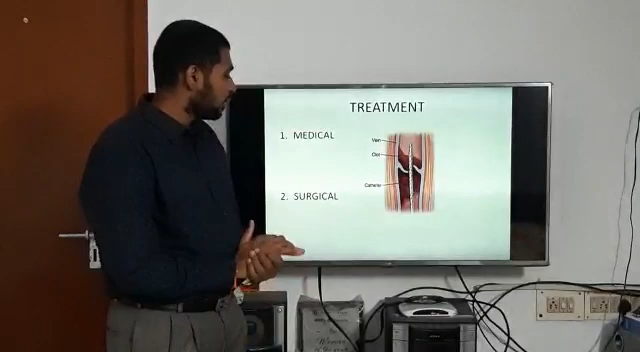 TREATMENT
1. MEDICAL
Vein
Clot
Catheter
2. SURGICAL